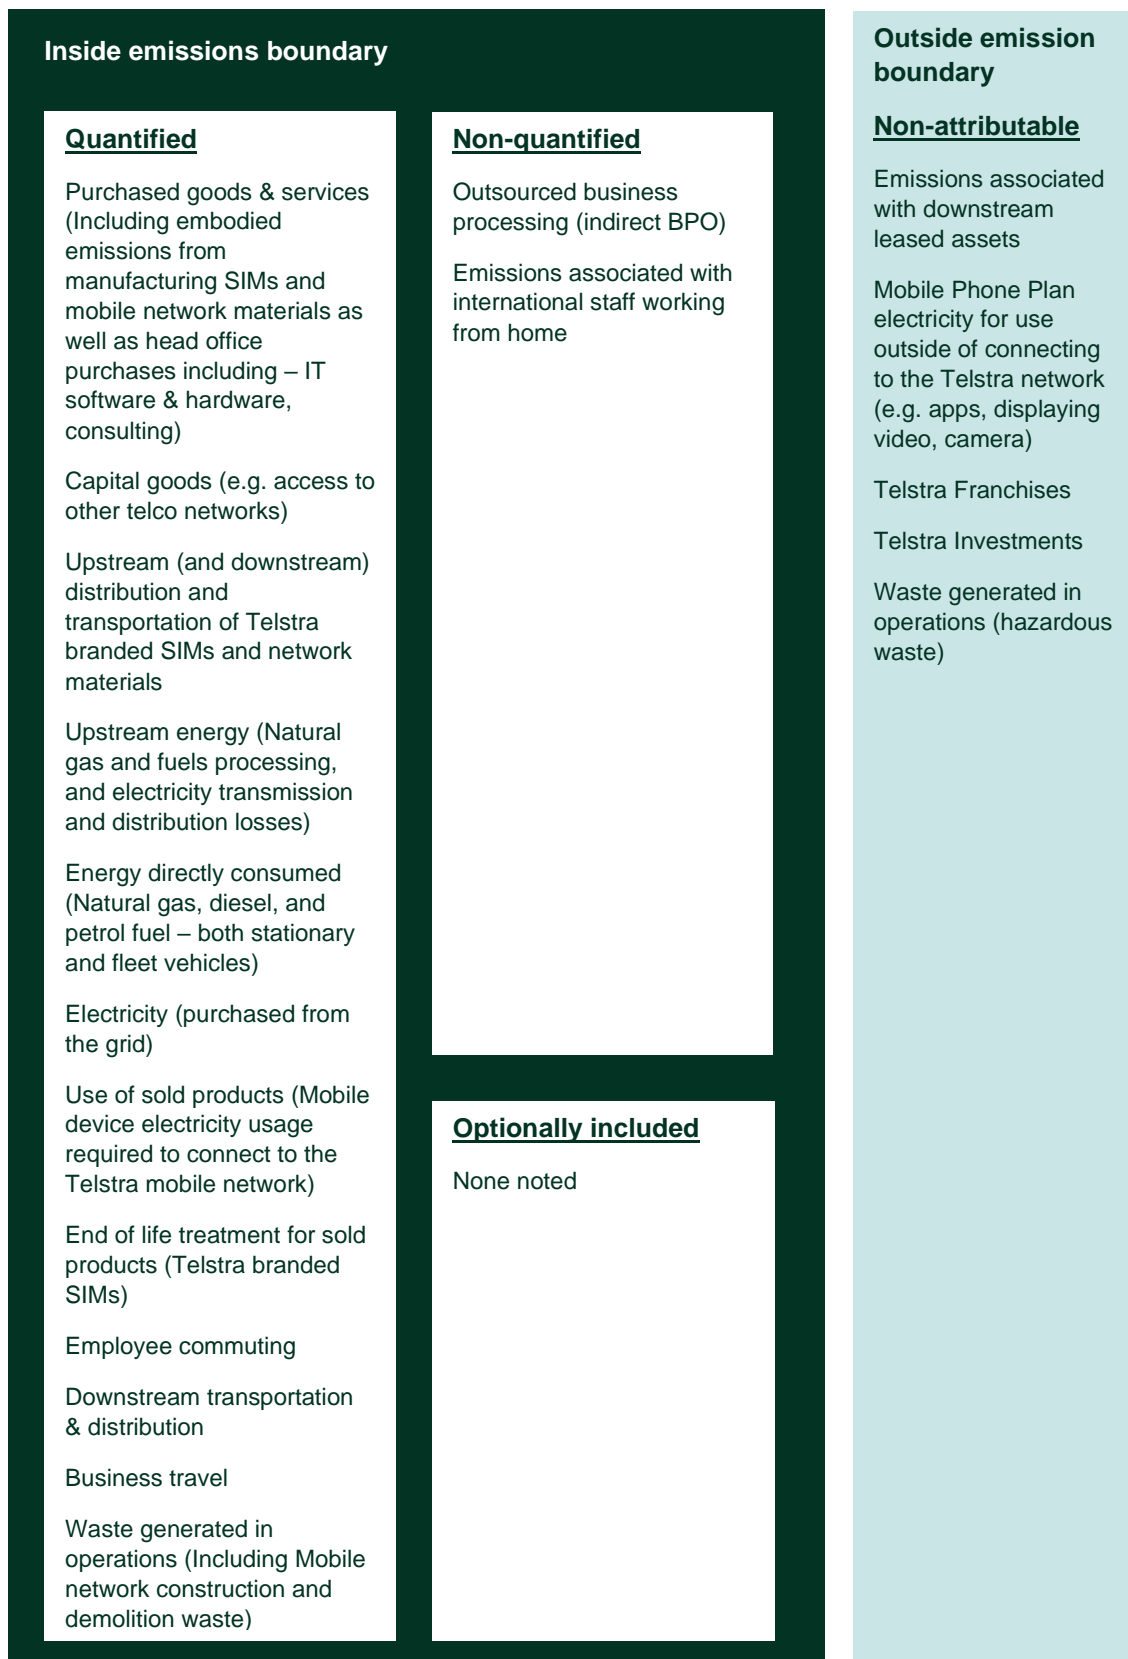 Inside emissions boundary
Quantified
Purchased goods & services
(Including embodied
emissions from
manufacturing SIMs and
mobile network materials as
well as head office
purchases including – IT
software & hardware,
consulting)
Capital goods (e.g. access to
other telco networks)
Upstream (and downstream)
distribution and
transportation of Telstra
branded SIMs and network
materials
Upstream energy (Natural
gas and fuels processing,
and electricity transmission
and distribution losses)
Energy directly consumed
(Natural gas, diesel, and
petrol fuel – both stationary
and fleet vehicles)
Electricity (purchased from
the grid)
Use of sold products (Mobile
device electricity usage
required to connect to the
Telstra mobile network)
End of life treatment for sold
products (Telstra branded
SIMs)
Employee commuting
Downstream transportation
& distribution
Business travel
Waste generated in
operations (Including Mobile
network construction and
demolition waste)
Non-quantified
Outsourced business
processing (indirect BPO)
Emissions associated with
international staff working
from home
Optionally included
None noted
Outside emission
boundary
Non-attributable
Emissions associated
with downstream
leased assets
Mobile Phone Plan
electricity for use
outside of connecting
to the Telstra network
(e.g. apps, displaying
video, camera)
Telstra Franchises
Telstra Investments
Waste generated in
operations (hazardous
waste)